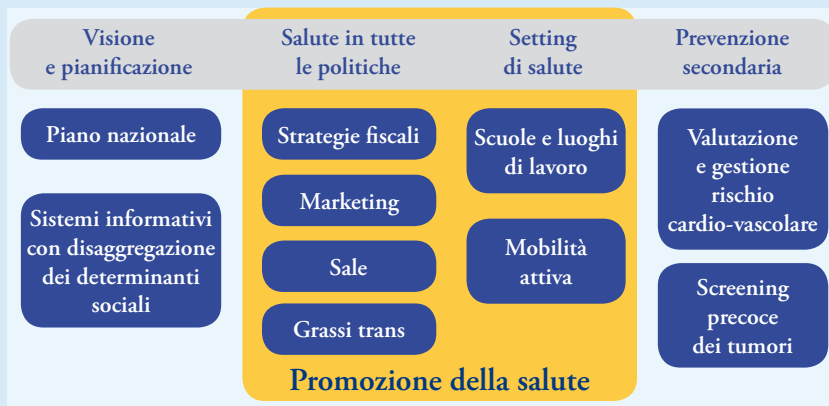 Visione
e pianificazione
Salute in tutte
le politiche
Setting
di salute
Prevenzione
secondaria
Piano nazionale
Sistemi informativi
con disaggregazione
dei determinanti
sociali
Strategie fiscali
Marketing
Sale
Grassi trans
Scuole e luoghi
di lavoro
Mobilità
attiva
Valutazione
e gestione
rischio
cardio-vascolare
Screening
precoce
dei tumori
Promozione della salute